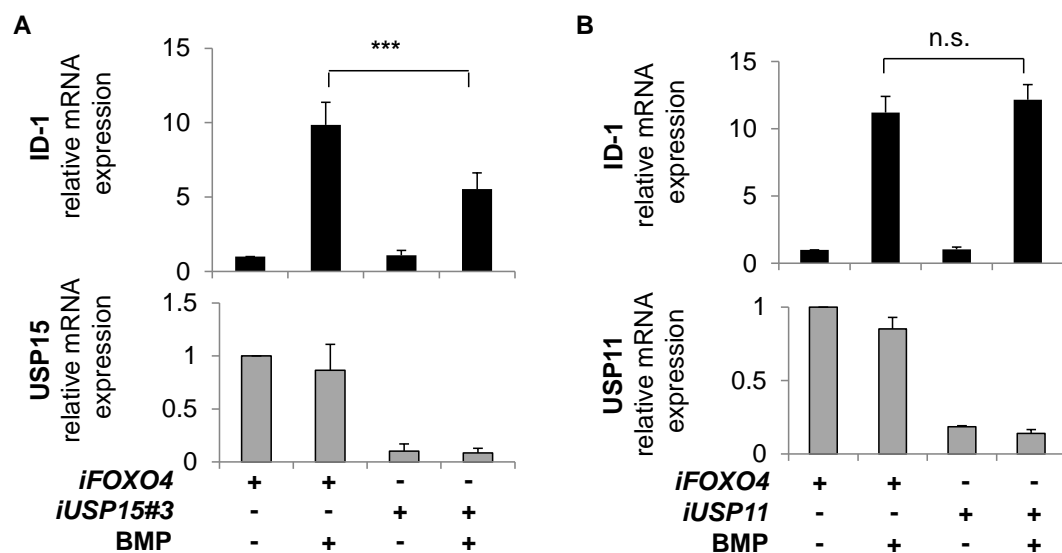 A
ID-1
relative mRNA
expression
15
10
5
0
***
USP15
relative mRNA
expression
1.5
1
0.5
0
iFOXO4 + + - -
iUSP15#3 - - + +
BMP - + - +
B
ID-1
relative mRNA
expression
15
10
5
0
n.s.
USP11
relative mRNA
expression
1
0.5
0
iFOXO4 + + - -
iUSP11 - - + +
BMP - + - +